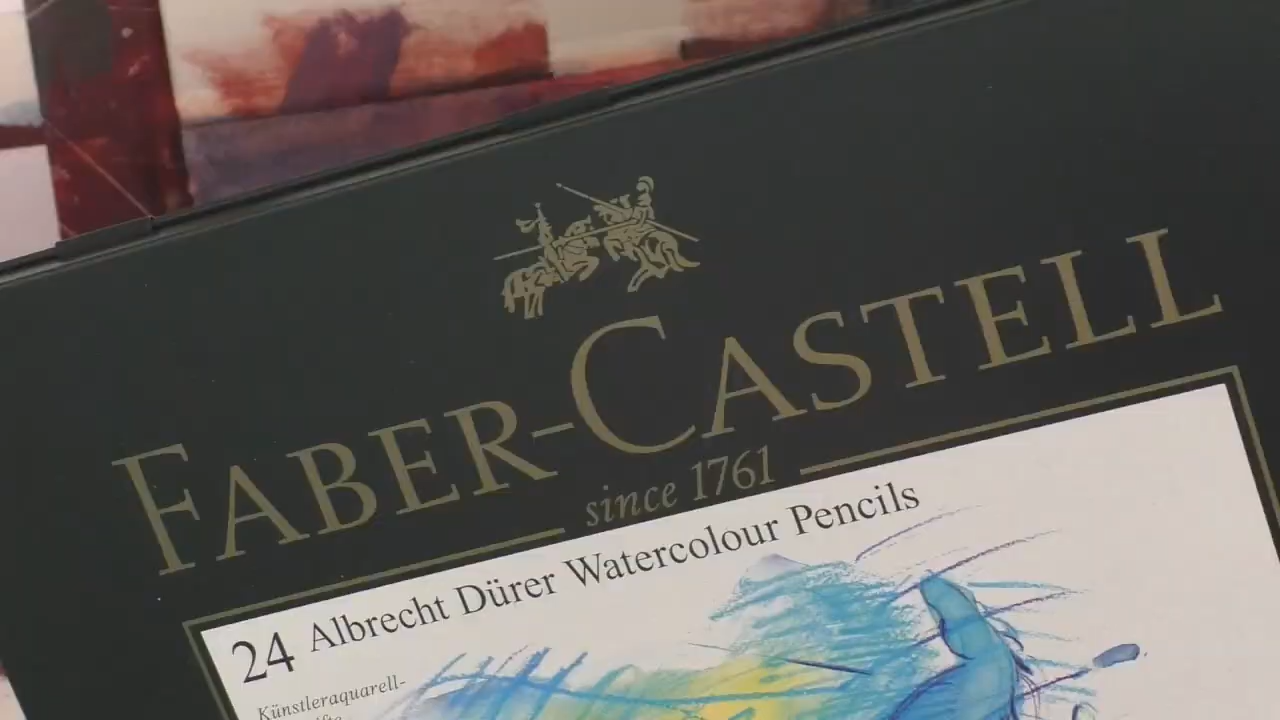 FABER-CASTELL
since 1761
24 Albrecht Dürer Watercolour Pencils
Künstleraquarell-